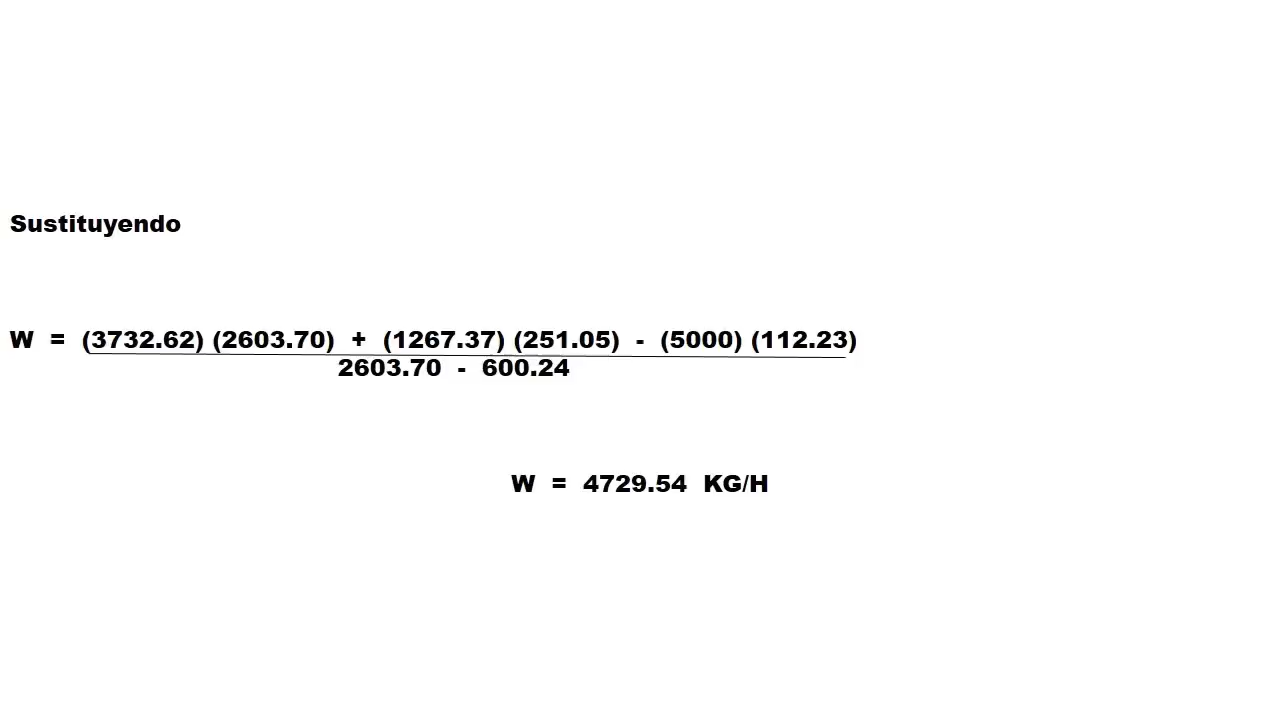 Sustituyendo
W = (3732.62) (2603.70) + (1267.37) (251.05) - (5000) (112.23)
2603.70 - 600.24
W = 4729.54 KG/H